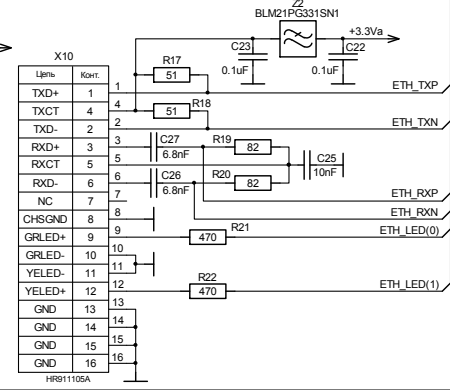 Z2
BLM21PG331SN1
+3.3Va
C23
0.1uF
C22
0.1uF
X10
Цепь Конт.
R17
51
TXD+ 1 1
ETH_TXP
TXCT 4 4
51
R18
TXD- 2 2
ETH_TXN
RXD+ 3 3
C27
6.8nF
R19
82
RXCT 5 5
C25
10nF
RXD- 6 6
C26
6.8nF
R20
82
NC 7 7
ETH_RXP
CHSGND 8 8
ETH_RXN
GRLED+ 9 9
R21
470
ETH_LED(0)
GRLED- 10 10
YELED- 11 11
YELED+ 12 12
R22
470
ETH_LED(1)
GND 13 13
GND 14 14
GND 15 15
GND 16 16
HR911105A